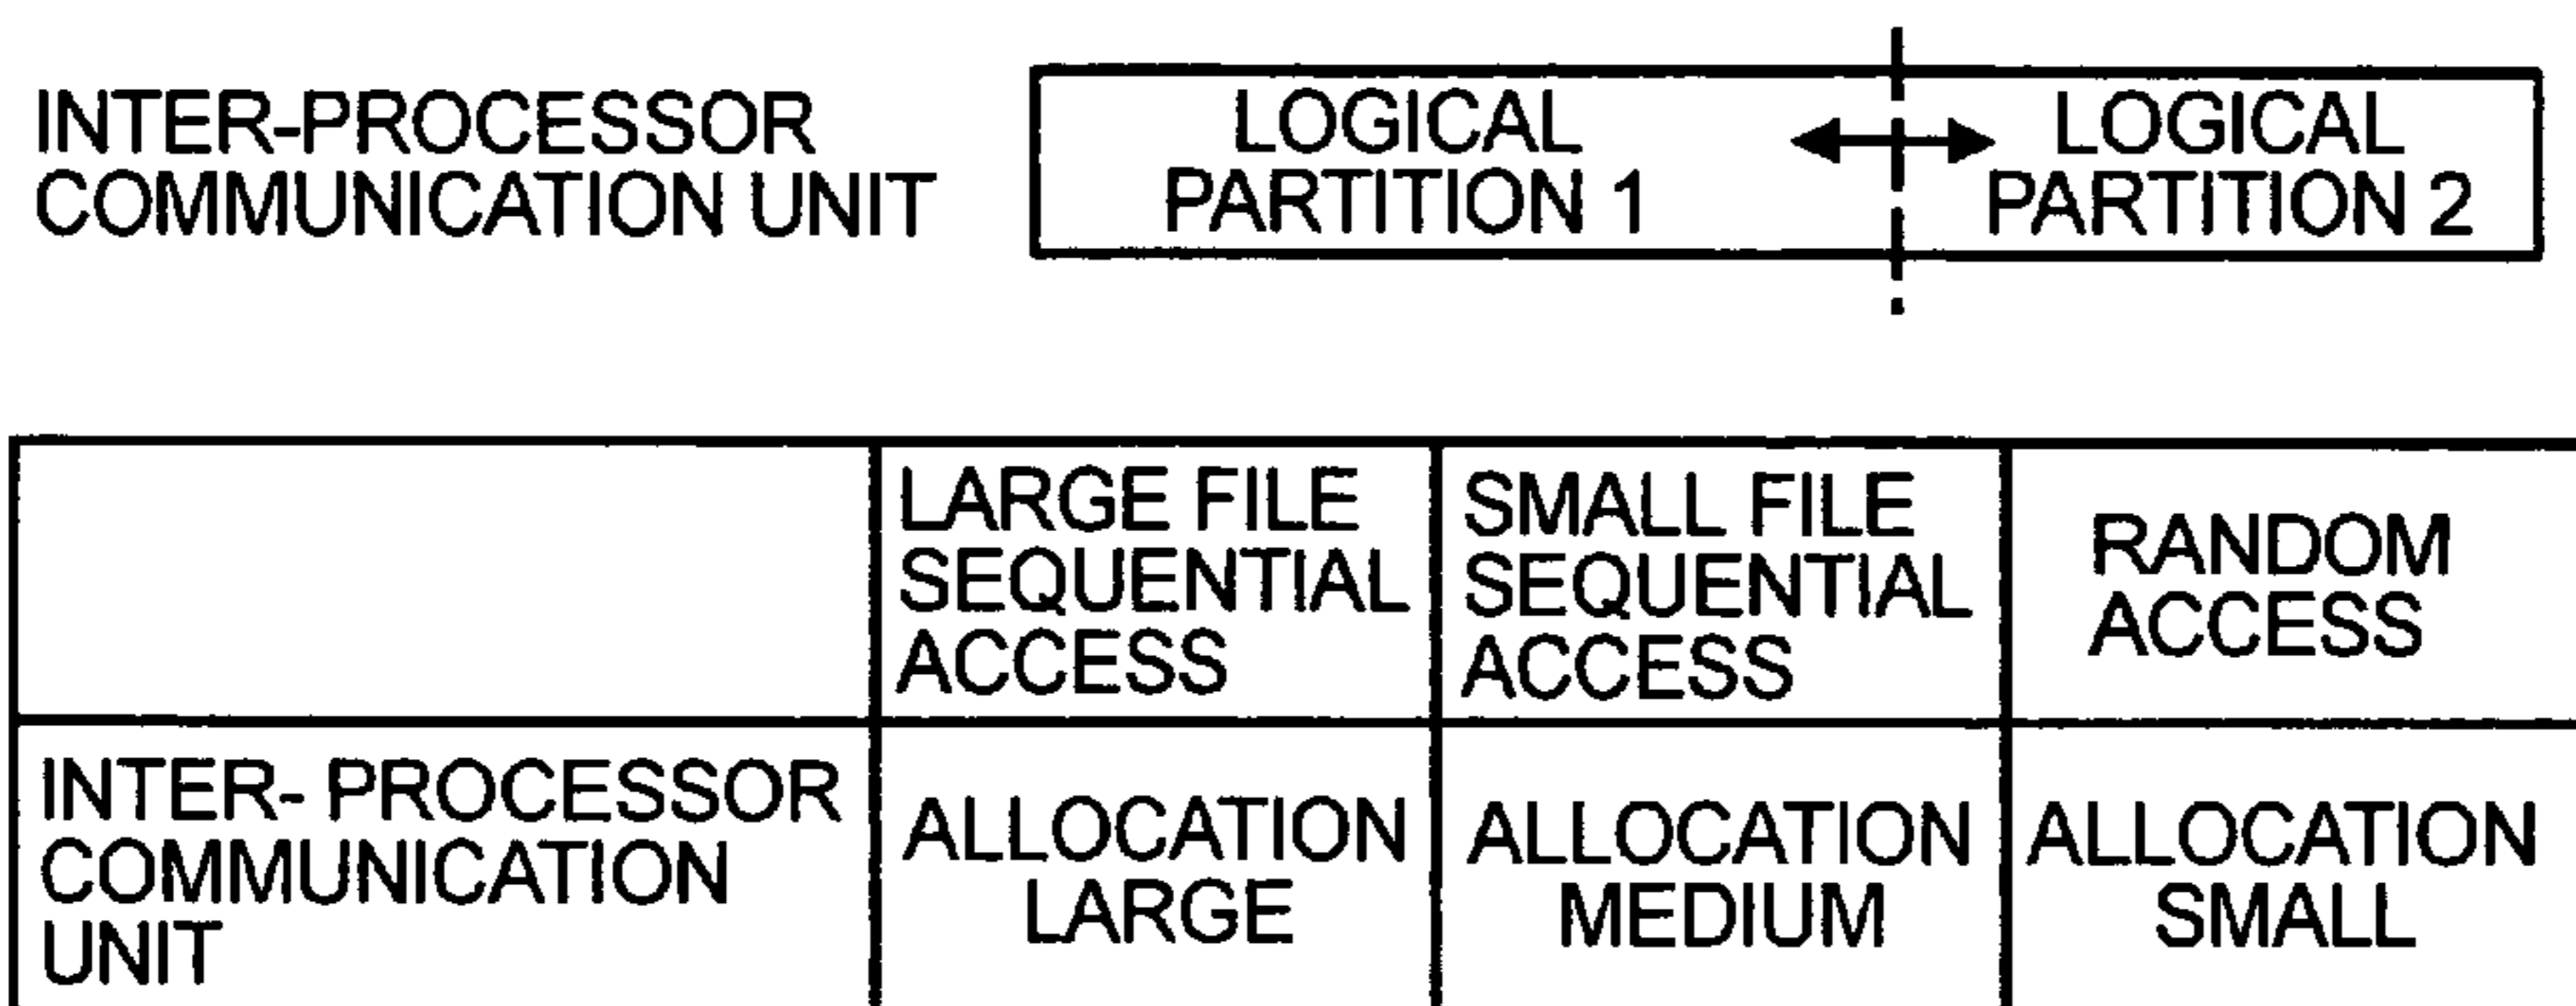 INTER-PROCESSOR
COMMUNICATION UNIT
LOGICAL
PARTITION 1
LOGICAL
PARTITION 2
LARGE FILE
SEQUENTIAL
ACCESS
SMALL FILE
SEQUENTIAL
ACCESS
RANDOM
ACCESS
INTER- PROCESSOR
COMMUNICATION
UNIT
ALLOCATION
LARGE
ALLOCATION
MEDIUM
ALLOCATION
SMALL